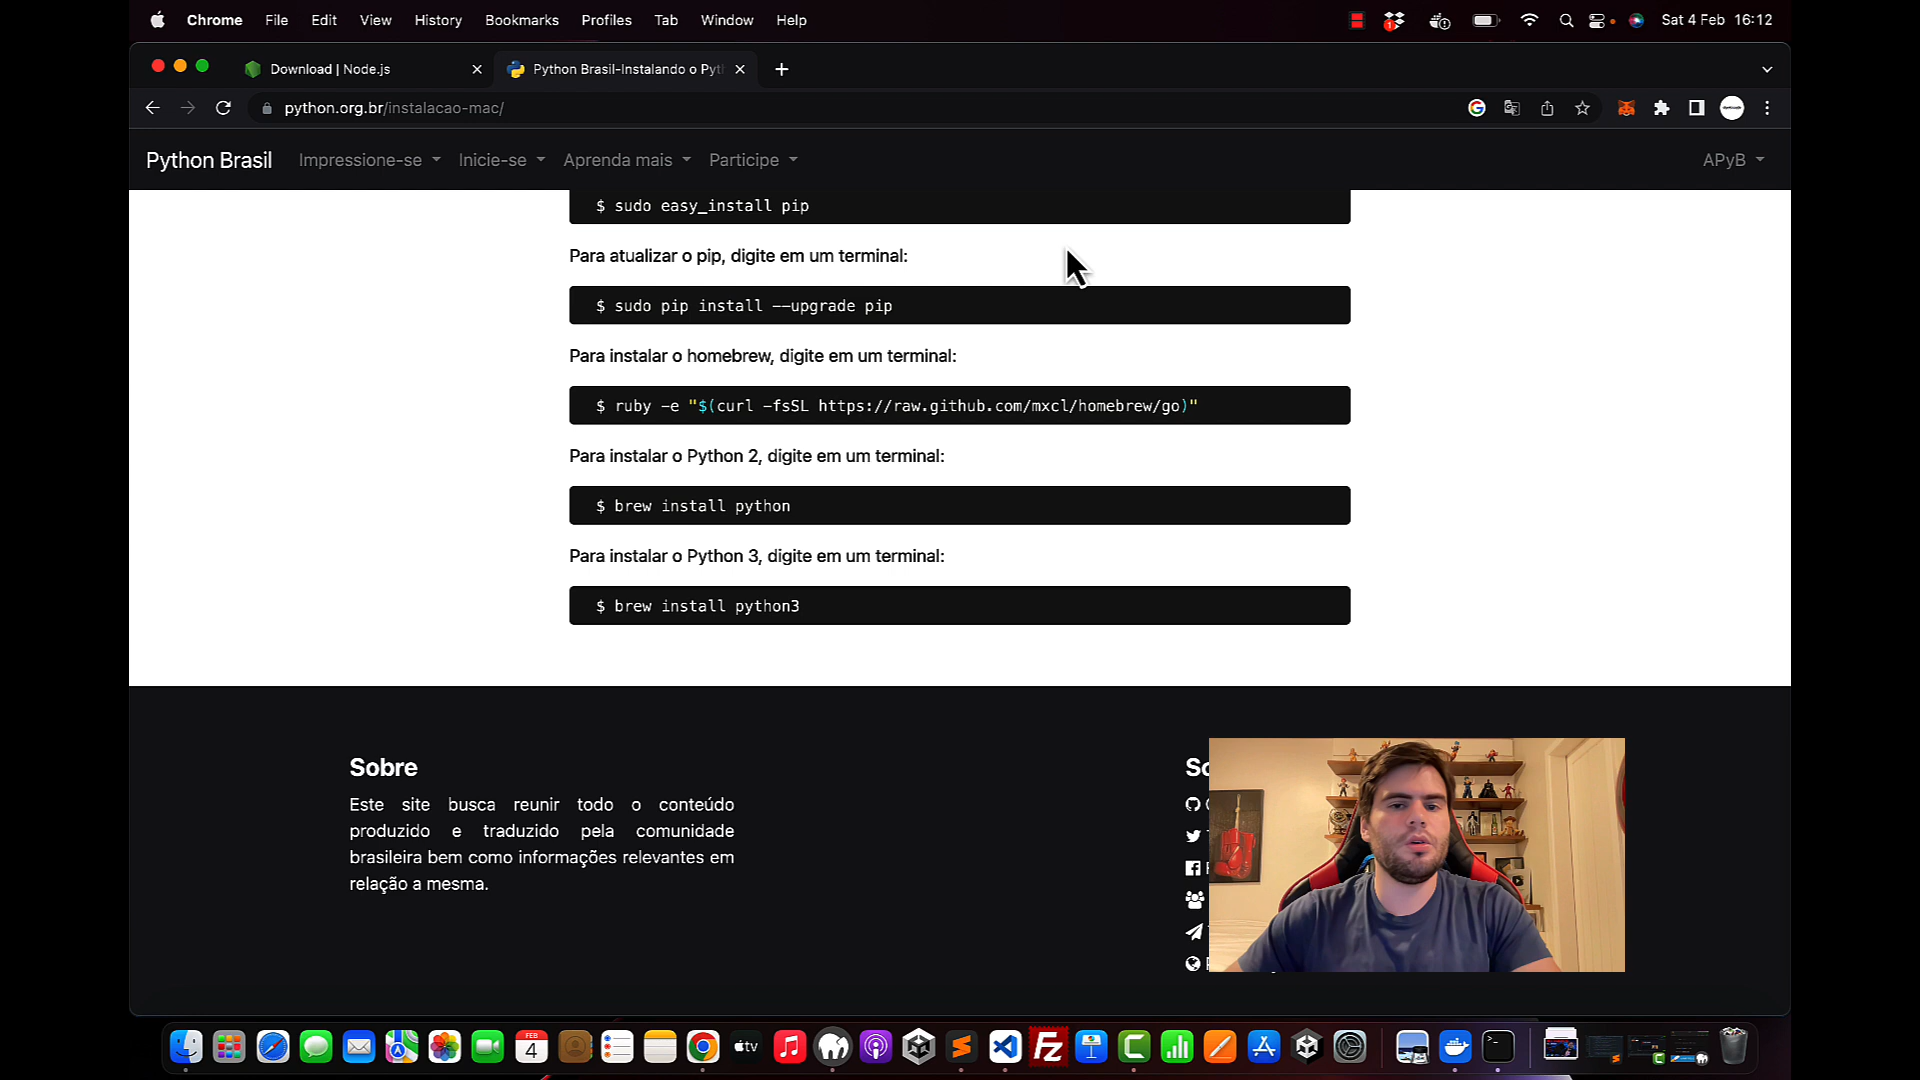 Chrome File Edit View History Bookmarks Profiles Tab Window Help Sat 4 Feb 16:12
Download | Node.js
Python Brasil-Instalando o Pyt
python.org.br/instalacao-mac/
Python Brasil Impressione-se Inicie-se Aprenda mais Participe APyB
$ sudo easy_install pip
Para atualizar o pip, digite em um terminal:
$ sudo pip install --upgrade pip
Para instalar o homebrew, digite em um terminal:
$ ruby -e "$(curl -fsSL https://raw.github.com/mxcl/homebrew/go)"
Para instalar o Python 2, digite em um terminal:
$ brew install python
Para instalar o Python 3, digite em um terminal:
$ brew install python3
Sobre
Este site busca reunir todo o conteúdo
produzido e traduzido pela comunidade
brasileira bem como informações relevantes em
relação a mesma.
So
FEB
4
tv
Fz